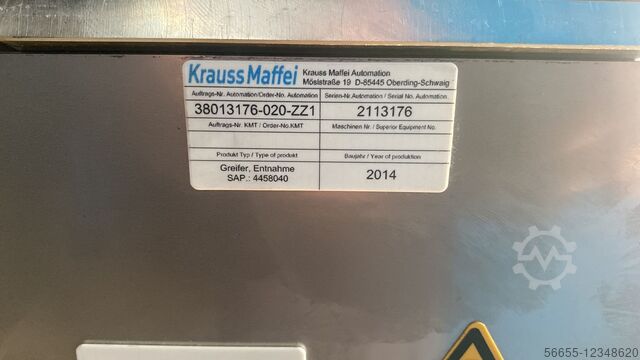 Krauss Maffei Krauss Maffei Automation
Möslstraße 19 D-85445 Oberding-Schwaig
Auftrags-Nr. Automation/Order-No. Automation Serien-Nr.Automation / Serial No. Automation
38013176-020-ZZ1 2113176
Auftrags-Nr. KMT / Order-No.KMT Maschinen Nr / Superior Equipment No.
Produkt Typ / Type of produkt Baujahr / Year of produktion
Greifer, Entnahme 2014
SAP.: 4458040
56655-12348620